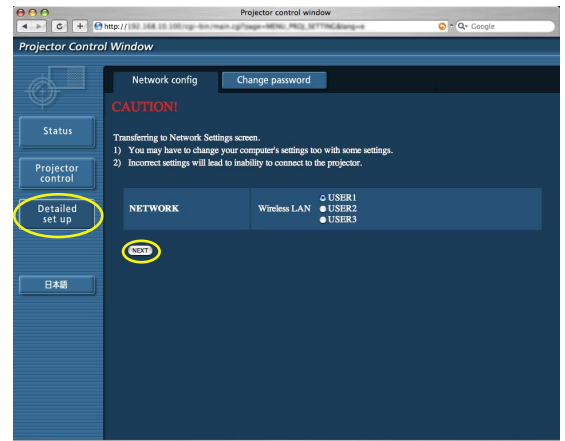 Projector control window
http://
Google
Projector Control Window
Network config
Change password
CAUTION!
Status
Transferring to Network Settings screen.
1) You may have to change your computer's settings too with some settings.
2) Incorrect settings will lead to inability to connect to the projector.
Projector
control
Detailed
set up
NETWORK
Wireless LAN
USER1
USER2
USER3
NEXT
日本語